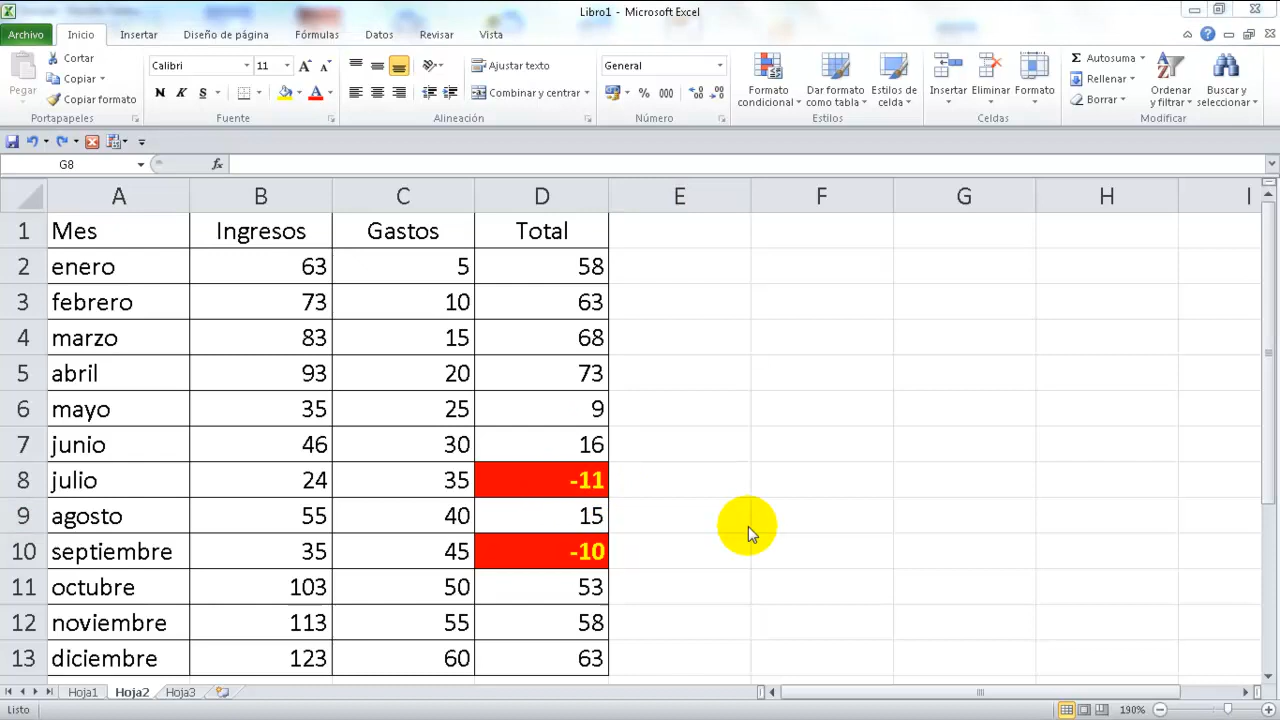 Libro1 - Microsoft Excel
Archivo Inicio Insertar Diseño de página Fórmulas Datos Revisar Vista
Pegar
Cortar
Copiar
Copiar formato
Portapapeles
Calibri 11
N K S
A
Fuente
Ajustar texto
Combinar y centrar
Alineación
General
% 000
Número
Formato condicional
Dar formato como tabla
Estilos de celda
Estilos
Insertar Eliminar Formato
Celdas
Autosuma
Rellenar
Borrar
Ordenar y filtrar
Buscar y seleccionar
Modificar
G8 fx
A B C D E F G H I
1 Mes Ingresos Gastos Total
2 enero 63 5 58
3 febrero 73 10 63
4 marzo 83 15 68
5 abril 93 20 73
6 mayo 35 25 9
7 junio 46 30 16
8 julio 24 35 -11
9 agosto 55 40 15
10 septiembre 35 45 -10
11 octubre 103 50 53
12 noviembre 113 55 58
13 diciembre 123 60 63
Hoja1 Hoja2 Hoja3
Listo 190%